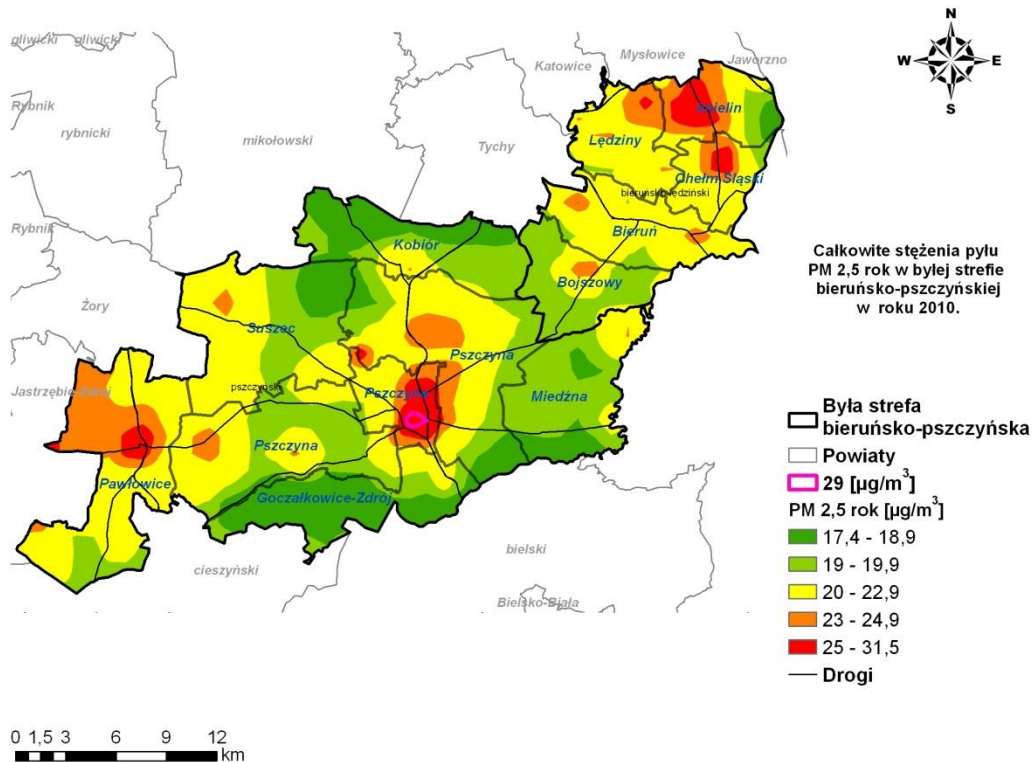 N
gliwicki
gliwicki
Mysłowice
W
E
Katowice
Jaworzno
S
Rybnik
rybnicki
mikołowski
Tychy
Imielin
Lędziny
Chełm Śląski
bieruńsko-lędziński
Rybnik
Kobiór
Bieruń
Całkowite stężenia pyłu
PM 2,5 rok w byłej strefie
bieruńsko-pszczyńskiej
w roku 2010.
Bojszowy
Żory
Suszec
Pszczyna
Jastrzębie-Zdrój
pszczyński
Pszczyna
Miedźna
Pszczyna
Pawłowice
Goczałkowice-Zdrój
bielski
cieszyński
Bielsko-Biała
Była strefa
bieruńsko-pszczyńska
Powiaty
29 [µg/m³]
PM 2,5 rok [µg/m³]
17,4 - 18,9
19 - 19,9
20 - 22,9
23 - 24,9
25 - 31,5
Drogi
0 1,5 3 6 9 12
km